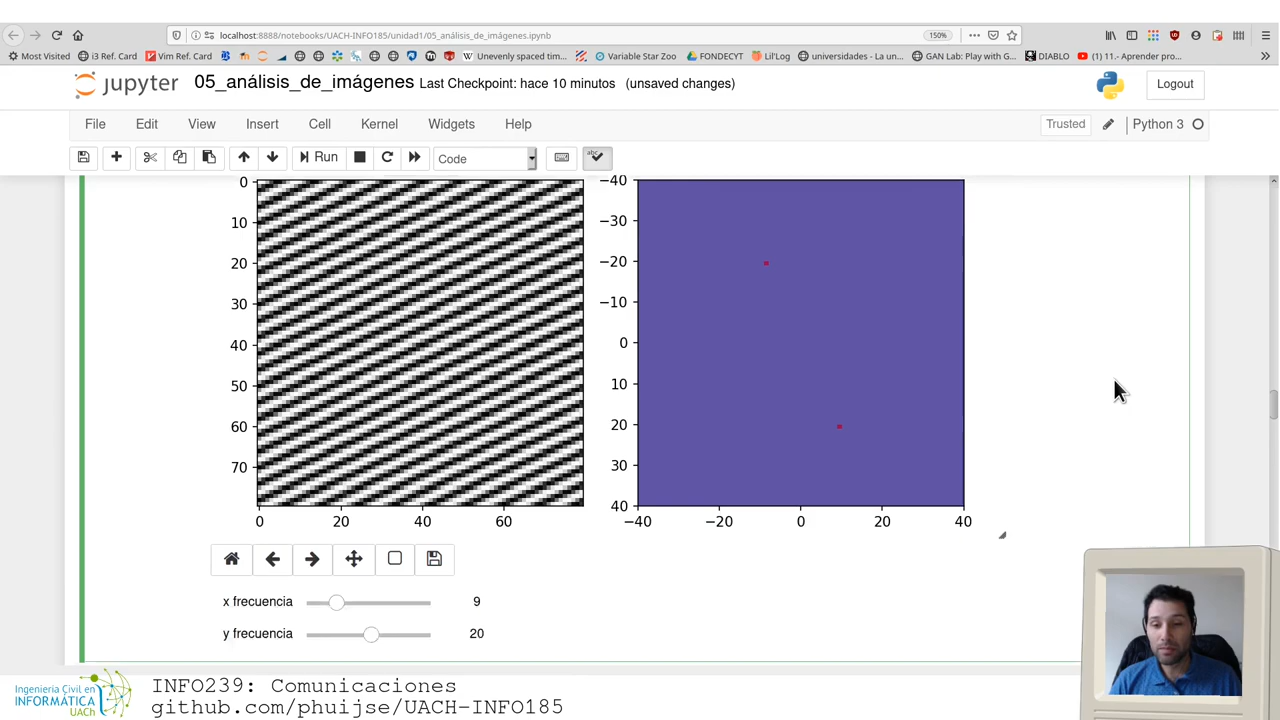 localhost:8888/notebooks/UACH-INFO185/unidad1/05_análisis_de_imágenes.ipynb
150%
Most Visited i3 Ref. Card Vim Ref. Card Unevenly spaced tim... Variable Star Zoo FONDECYT Lil'Log universidades - La un... GAN Lab: Play with G... DIABLO (1) 11.- Aprender pro...
jupyter 05_análisis_de_imágenes Last Checkpoint: hace 10 minutos (unsaved changes) Logout
File Edit View Insert Cell Kernel Widgets Help Trusted Python 3
Run Code
0 −40
10 −30
20 −20
30 −10
40 0
50 10
60 20
70 30
40
0 20 40 60 −40 −20 0 20 40
x frecuencia 9
y frecuencia 20
Ingeniería Civil en
INFORMÁTICA
UACh
INFO239: Comunicaciones
github.com/phuijse/UACH-INFO185